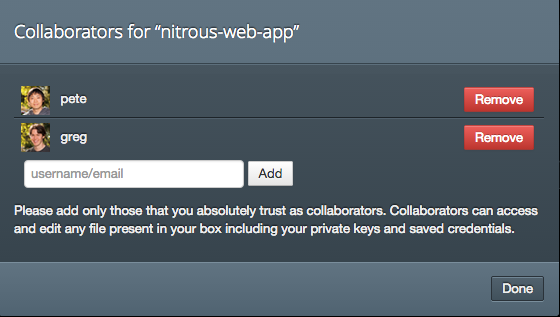 Collaborators for “nitrous-web-app”
pete Remove
greg Remove
username/email Add
Please add only those that you absolutely trust as collaborators. Collaborators can access
and edit any file present in your box including your private keys and saved credentials.
Done